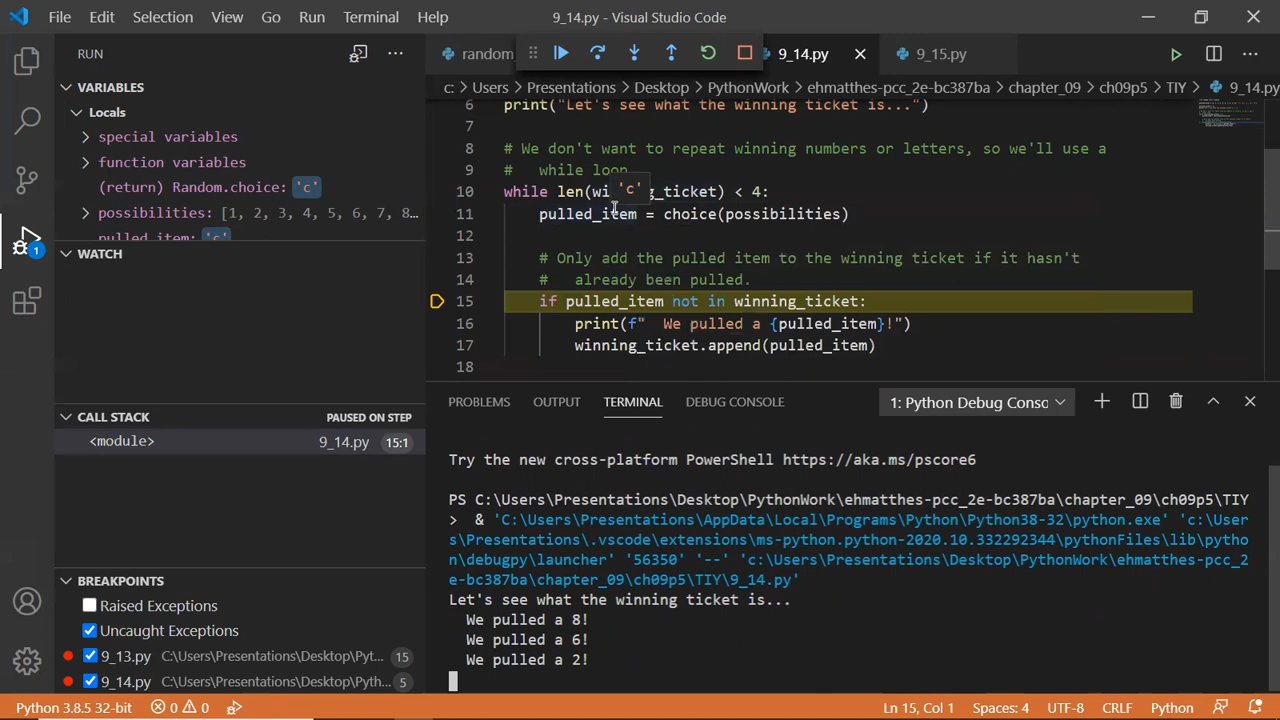 File Edit Selection View Go Run Terminal Help 9_14.py - Visual Studio Code
RUN
random 9_14.py 9_15.py
c: Users Presentations Desktop PythonWork ehmatthes-pcc_2e-bc387ba chapter_09 ch09p5 TIY 9_14.py
VARIABLES
Locals
special variables
function variables
(return) Random.choice: 'c'
possibilities: [1, 2, 3, 4, 5, 6, 7, 8...
pulled_item: 'c'
WATCH
CALL STACK PAUSED ON STEP
<module> 9_14.py 15:1
BREAKPOINTS
Raised Exceptions
Uncaught Exceptions
9_13.py C:\Users\Presentations\Desktop\Pyt... 15
9_14.py C:\Users\Presentations\Desktop\Pyth... 5
6 print("Let's see what the winning ticket is...")
7
8 # We don't want to repeat winning numbers or letters, so we'll use a
9 # while loop
'c'
10 while len(wi g_ticket) < 4:
11 pulled_item = choice(possibilities)
12
13 # Only add the pulled item to the winning ticket if it hasn't
14 # already been pulled.
15 if pulled_item not in winning_ticket:
16 print(f" We pulled a {pulled_item}!")
17 winning_ticket.append(pulled_item)
18
PROBLEMS OUTPUT TERMINAL DEBUG CONSOLE 1: Python Debug Consc
Try the new cross-platform PowerShell https://aka.ms/pscore6
PS C:\Users\Presentations\Desktop\PythonWork\ehmatthes-pcc_2e-bc387ba\chapter_09\ch09p5\TIY
> & 'C:\Users\Presentations\AppData\Local\Programs\Python\Python38-32\python.exe' 'c:\User
s\Presentations\.vscode\extensions\ms-python.python-2020.10.332292344\pythonFiles\lib\pytho
n\debugpy\launcher' '56350' '--' 'c:\Users\Presentations\Desktop\PythonWork\ehmatthes-pcc_2
e-bc387ba\chapter_09\ch09p5\TIY\9_14.py'
Let's see what the winning ticket is...
We pulled a 8!
We pulled a 6!
We pulled a 2!
1
Python 3.8.5 32-bit 0 0 Ln 15, Col 1 Spaces: 4 UTF-8 CRLF Python